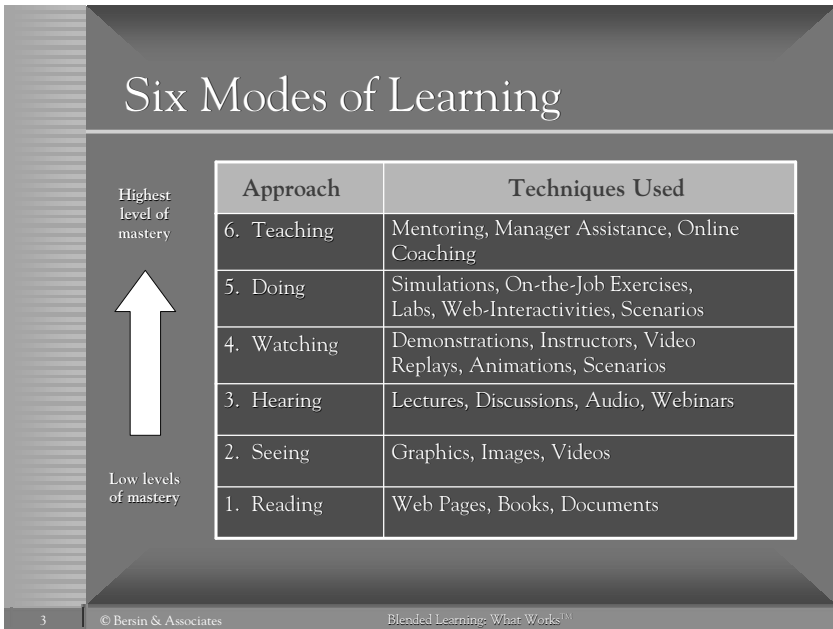 Six Modes of Learning
Highest
level of
mastery
Low levels
of mastery
Approach Techniques Used
6. Teaching Mentoring, Manager Assistance, Online
Coaching
5. Doing Simulations, On-the-Job Exercises,
Labs, Web-Interactivities, Scenarios
4. Watching Demonstrations, Instructors, Video
Replays, Animations, Scenarios
3. Hearing Lectures, Discussions, Audio, Webinars
2. Seeing Graphics, Images, Videos
1. Reading Web Pages, Books, Documents
3 © Bersin & Associates Blended Learning: What Works™